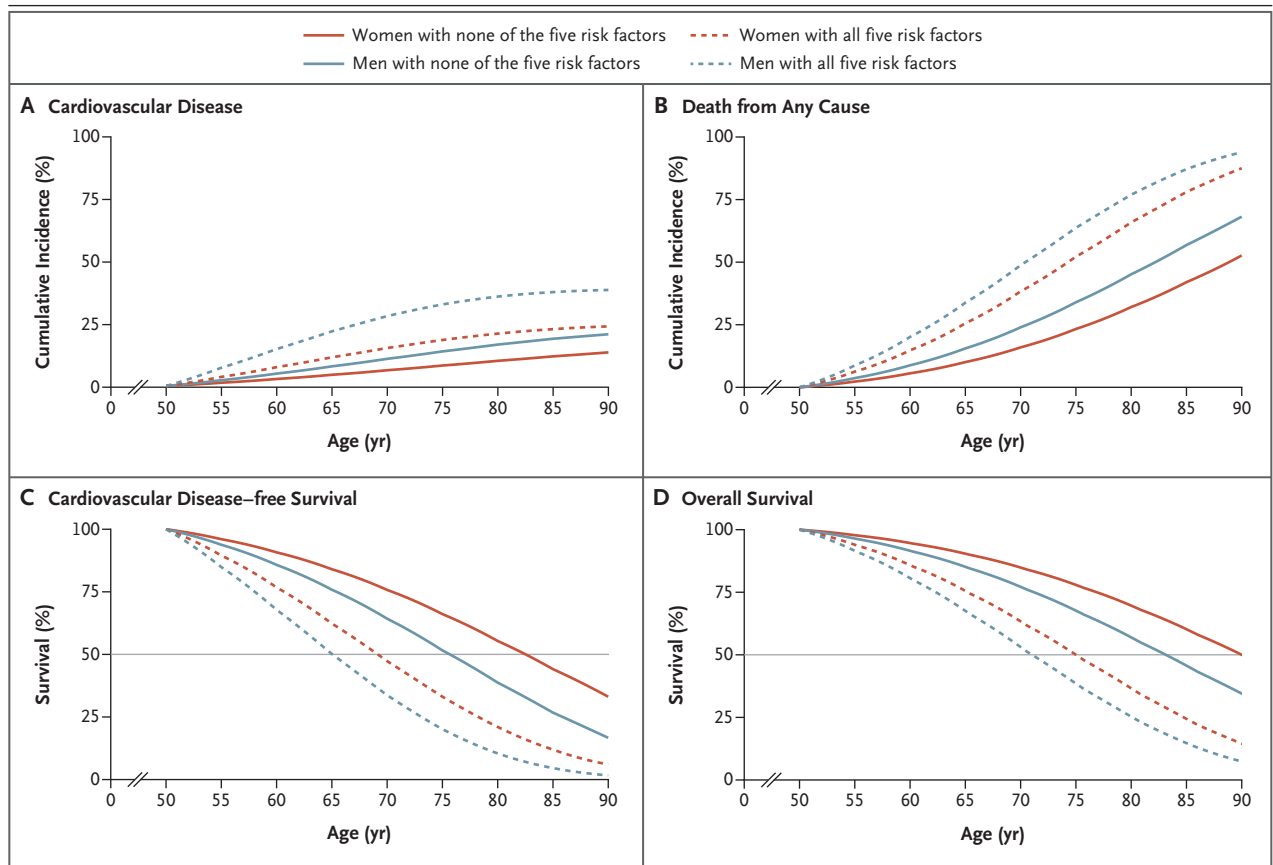 Women with none of the five risk factors
Women with all five risk factors
Men with none of the five risk factors
Men with all five risk factors
A Cardiovascular Disease
100
75
50
25
0
Cumulative Incidence (%)
0 50 55 60 65 70 75 80 85 90
Age (yr)
B Death from Any Cause
100
75
50
25
0
Cumulative Incidence (%)
0 50 55 60 65 70 75 80 85 90
Age (yr)
C Cardiovascular Disease–free Survival
100
75
50
25
0
Survival (%)
0 50 55 60 65 70 75 80 85 90
Age (yr)
D Overall Survival
100
75
50
25
0
Survival (%)
0 50 55 60 65 70 75 80 85 90
Age (yr)